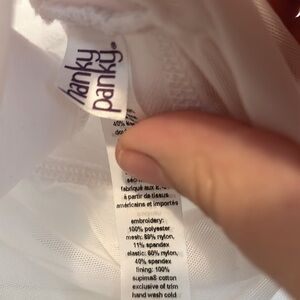 hanky
panky®
40%
fabriqué aux É.
à partir de tissus
américains et importés
embroidery:
100% polyester
mesh: 89% nylon,
11% spandex
elastic: 60% nylon,
40% spandex
lining: 100%
supima® cotton
exclusive of trim
hand wash cold